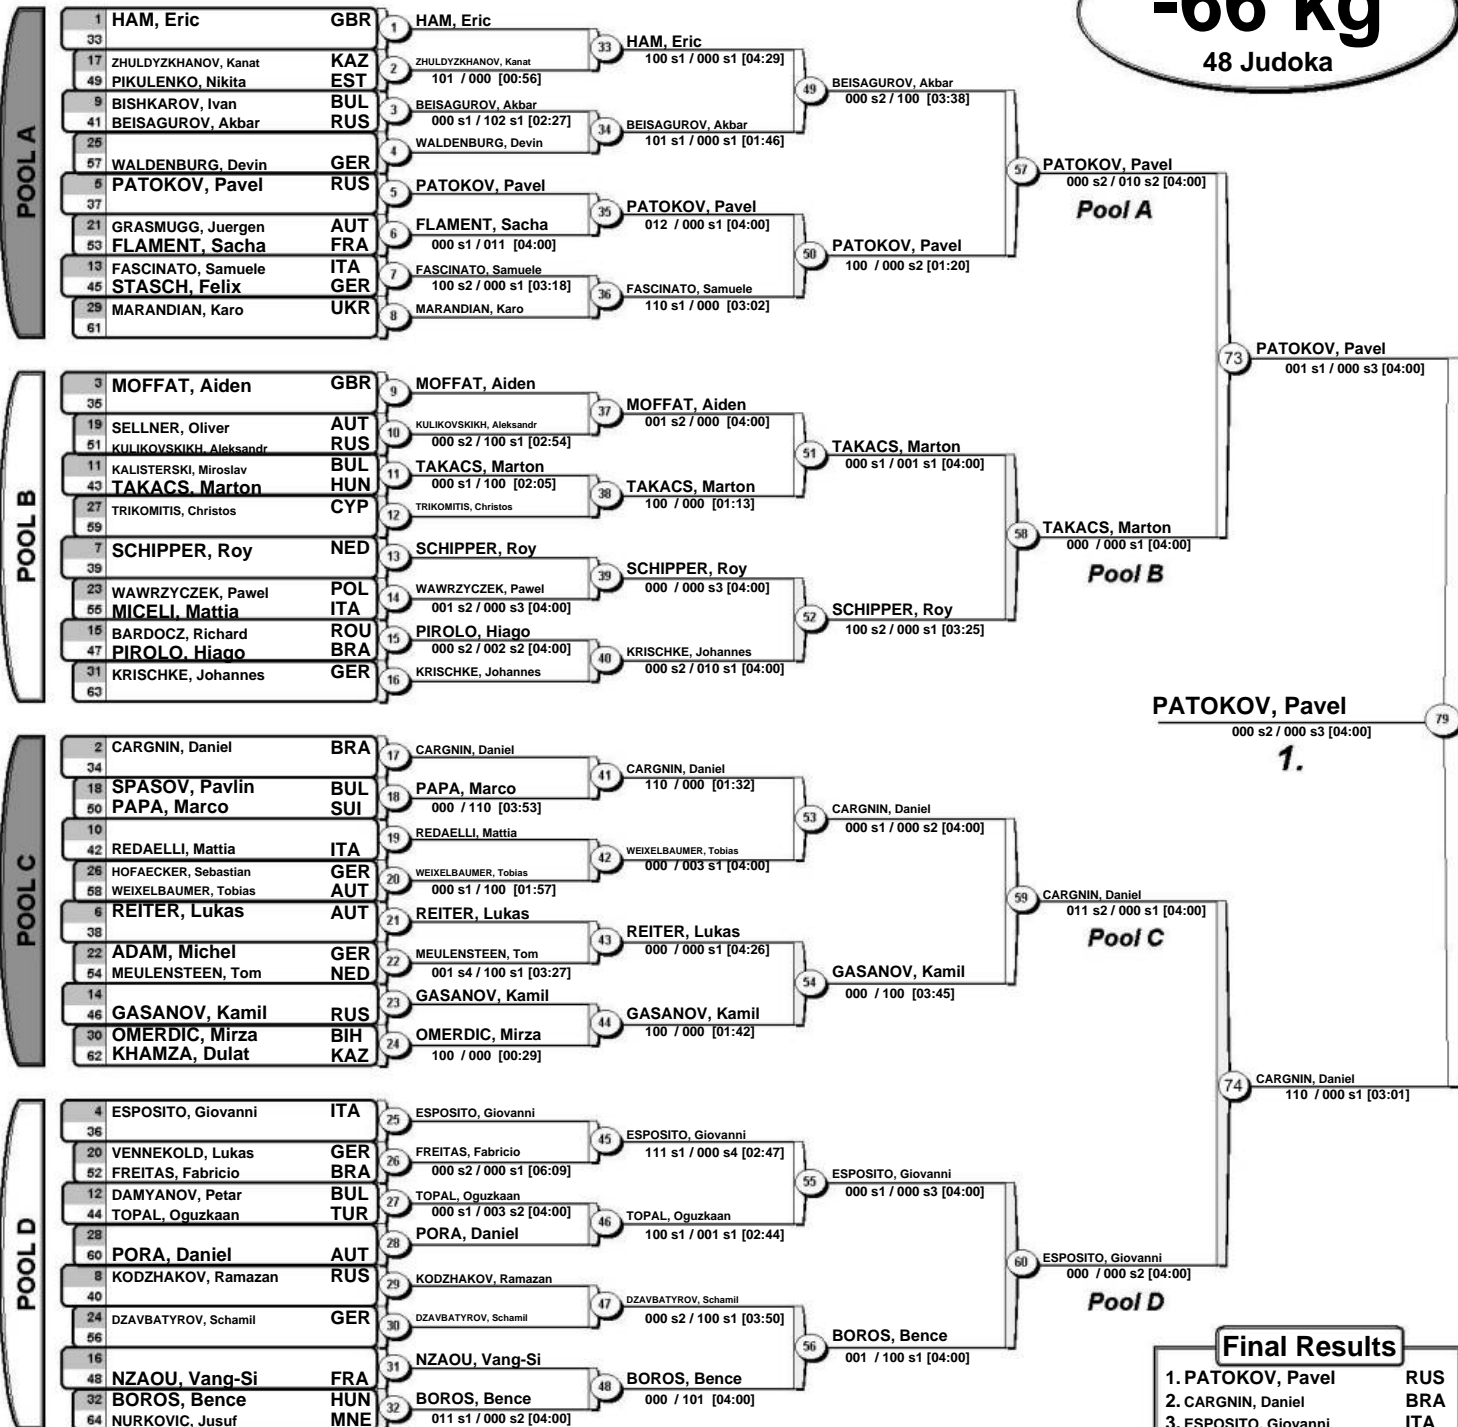 -66 kg
48 Judoka
POOL A
1 HAM, Eric GBR
33
17 ZHULDYZKHANOV, Kanat KAZ
49 PIKULENKO, Nikita EST
9 BISHKAROV, Ivan BUL
41 BEISAGUROV, Akbar RUS
25
57 WALDENBURG, Devin GER
5 PATOKOV, Pavel RUS
37
21 GRASMUGG, Juergen AUT
53 FLAMENT, Sacha FRA
13 FASCINATO, Samuele ITA
45 STASCH, Felix GER
29 MARANDIAN, Karo UKR
61
1 HAM, Eric
2 ZHULDYZKHANOV, Kanat
101 / 000 [00:56]
3 BEISAGUROV, Akbar
000 s1 / 102 s1 [02:27]
4 WALDENBURG, Devin
5 PATOKOV, Pavel
6 FLAMENT, Sacha
000 s1 / 011 [04:00]
7 FASCINATO, Samuele
100 s2 / 000 s1 [03:18]
8 MARANDIAN, Karo
33 HAM, Eric
100 s1 / 000 s1 [04:29]
34 BEISAGUROV, Akbar
101 s1 / 000 s1 [01:46]
35 PATOKOV, Pavel
012 / 000 s1 [04:00]
36 FASCINATO, Samuele
110 s1 / 000 [03:02]
49 BEISAGUROV, Akbar
000 s2 / 100 [03:38]
50 PATOKOV, Pavel
100 / 000 s2 [01:20]
57 PATOKOV, Pavel
000 s2 / 010 s2 [04:00]
Pool A
POOL B
3 MOFFAT, Aiden GBR
35
19 SELLNER, Oliver AUT
51 KULIKOVSKIKH, Aleksandr RUS
11 KALISTERSKI, Miroslav BUL
43 TAKACS, Marton HUN
27 TRIKOMITIS, Christos CYP
59
7 SCHIPPER, Roy NED
39
23 WAWRZYCZEK, Pawel POL
55 MICELI, Mattia ITA
15 BARDOCZ, Richard ROU
47 PIROLO, Hiago BRA
31 KRISCHKE, Johannes GER
63
9 MOFFAT, Aiden
10 KULIKOVSKIKH, Aleksandr
000 s2 / 100 s1 [02:54]
11 TAKACS, Marton
000 s1 / 100 [02:05]
12 TRIKOMITIS, Christos
13 SCHIPPER, Roy
14 WAWRZYCZEK, Pawel
001 s2 / 000 s3 [04:00]
15 PIROLO, Hiago
000 s2 / 002 s2 [04:00]
16 KRISCHKE, Johannes
37 MOFFAT, Aiden
001 s2 / 000 [04:00]
38 TAKACS, Marton
100 / 000 [01:13]
39 SCHIPPER, Roy
000 / 000 s3 [04:00]
40 KRISCHKE, Johannes
000 s2 / 010 s1 [04:00]
51 TAKACS, Marton
000 s1 / 001 s1 [04:00]
52 SCHIPPER, Roy
100 s2 / 000 s1 [03:25]
58 TAKACS, Marton
000 / 000 s1 [04:00]
Pool B
73 PATOKOV, Pavel
001 s1 / 000 s3 [04:00]
PATOKOV, Pavel 79
000 s2 / 000 s3 [04:00]
1.
POOL C
2 CARGNIN, Daniel BRA
34
18 SPASOV, Pavlin BUL
50 PAPA, Marco SUI
10
42 REDAELLI, Mattia ITA
26 HOFAECKER, Sebastian GER
58 WEIXELBAUMER, Tobias AUT
6 REITER, Lukas AUT
38
22 ADAM, Michel GER
54 MEULENSTEEN, Tom NED
14
46 GASANOV, Kamil RUS
30 OMERDIC, Mirza BIH
62 KHAMZA, Dulat KAZ
17 CARGNIN, Daniel
18 PAPA, Marco
000 / 110 [03:53]
19 REDAELLI, Mattia
20 WEIXELBAUMER, Tobias
000 s1 / 100 [01:57]
21 REITER, Lukas
22 MEULENSTEEN, Tom
001 s4 / 100 s1 [03:27]
23 GASANOV, Kamil
24 OMERDIC, Mirza
100 / 000 [00:29]
41 CARGNIN, Daniel
110 / 000 [01:32]
42 WEIXELBAUMER, Tobias
000 / 003 s1 [04:00]
43 REITER, Lukas
000 / 000 s1 [04:26]
44 GASANOV, Kamil
100 / 000 [01:42]
53 CARGNIN, Daniel
000 s1 / 000 s2 [04:00]
54 GASANOV, Kamil
000 / 100 [03:45]
59 CARGNIN, Daniel
011 s2 / 000 s1 [04:00]
Pool C
POOL D
4 ESPOSITO, Giovanni ITA
36
20 VENNEKOLD, Lukas GER
52 FREITAS, Fabricio BRA
12 DAMYANOV, Petar BUL
44 TOPAL, Oguzkaan TUR
28
60 PORA, Daniel AUT
8 KODZHAKOV, Ramazan RUS
40
24 DZAVBATYROV, Schamil GER
56
16
48 NZAOU, Vang-Si FRA
32 BOROS, Bence HUN
64 NURKOVIC, Jusuf MNE
25 ESPOSITO, Giovanni
26 FREITAS, Fabricio
000 s2 / 000 s1 [06:09]
27 TOPAL, Oguzkaan
000 s1 / 003 s2 [04:00]
28 PORA, Daniel
29 KODZHAKOV, Ramazan
30 DZAVBATYROV, Schamil
31 NZAOU, Vang-Si
32 BOROS, Bence
011 s1 / 000 s2 [04:00]
45 ESPOSITO, Giovanni
111 s1 / 000 s4 [02:47]
46 TOPAL, Oguzkaan
100 s1 / 001 s1 [02:44]
47 DZAVBATYROV, Schamil
000 s2 / 100 s1 [03:50]
48 BOROS, Bence
000 / 101 [04:00]
55 ESPOSITO, Giovanni
000 s1 / 000 s3 [04:00]
56 BOROS, Bence
001 / 100 s1 [04:00]
60 ESPOSITO, Giovanni
000 / 000 s2 [04:00]
Pool D
74 CARGNIN, Daniel
110 / 000 s1 [03:01]
Final Results
1. PATOKOV, Pavel RUS
2. CARGNIN, Daniel BRA
3. ESPOSITO, Giovanni ITA